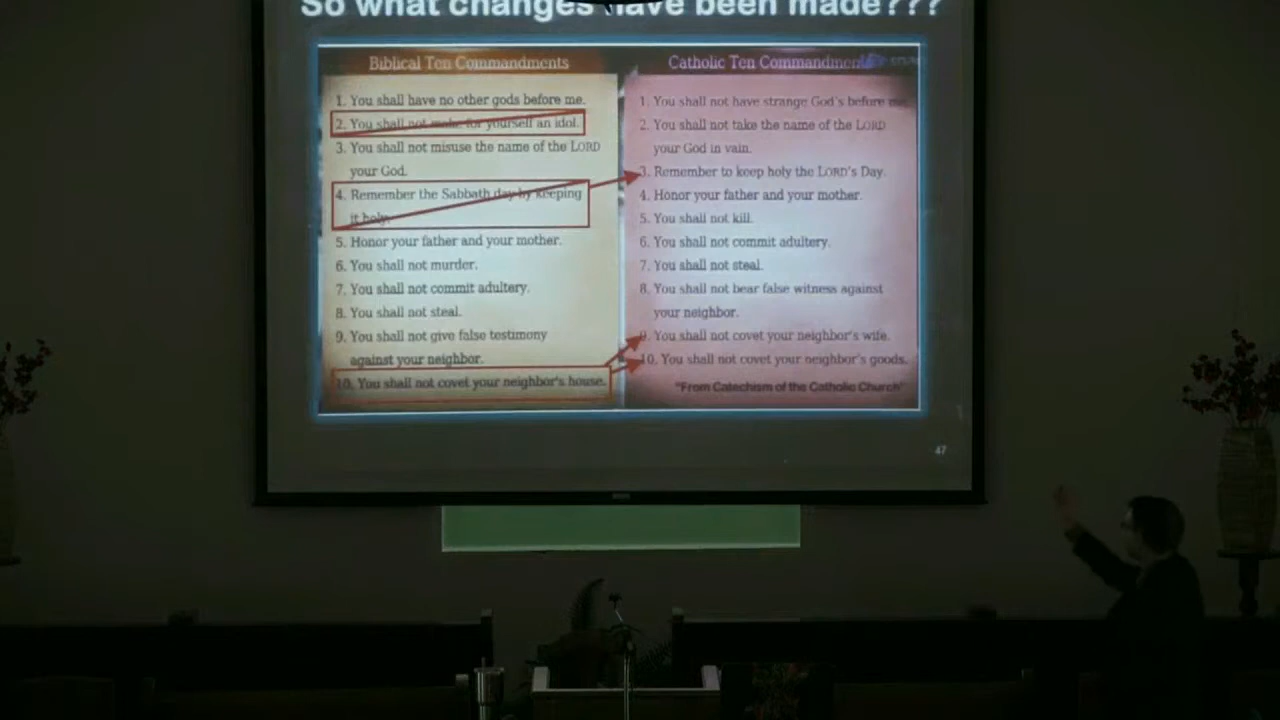 So what changes have been made???
Biblical Ten Commandments
1. You shall have no other gods before me.
2. You shall not make for yourself an idol.
3. You shall not misuse the name of the LORD
your God.
4. Remember the Sabbath day by keeping
it holy.
5. Honor your father and your mother.
6. You shall not murder.
7. You shall not commit adultery.
8. You shall not steal.
9. You shall not give false testimony
against your neighbor.
10. You shall not covet your neighbor's house.
Catholic Ten Commandments
1. You shall not have strange God's before me.
2. You shall not take the name of the LORD
your God in vain.
3. Remember to keep holy the LORD's Day.
4. Honor your father and your mother.
5. You shall not kill.
6. You shall not commit adultery.
7. You shall not steal.
8. You shall not bear false witness against
your neighbor.
9. You shall not covet your neighbor's wife.
10. You shall not covet your neighbor's goods.
"From Catechism of the Catholic Church"
47